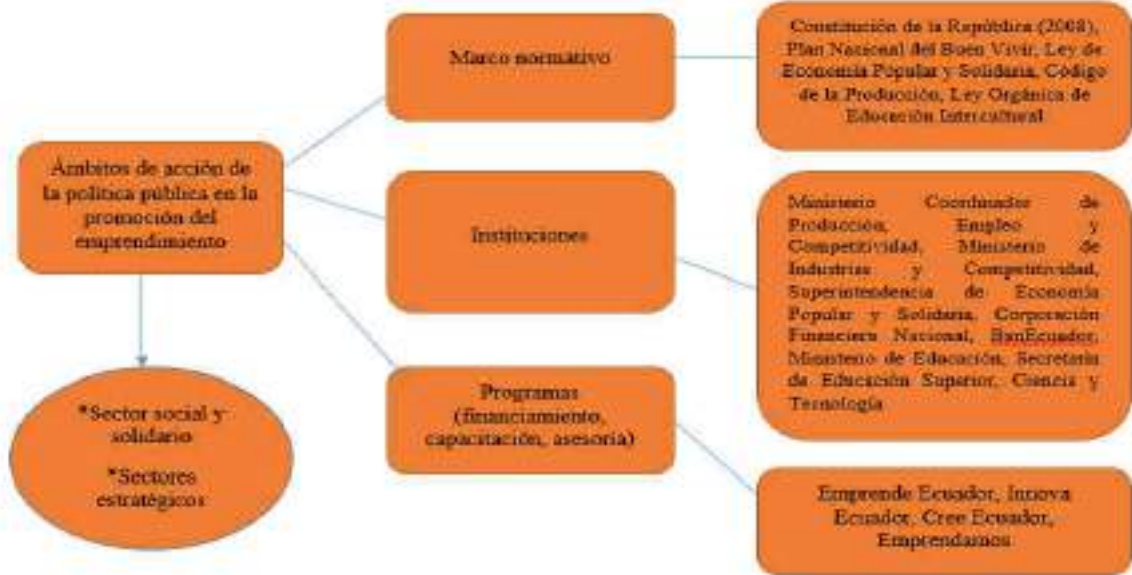 Ámbitos de acción de
la política pública en la
promoción del
emprendimiento
*Sector social y
solidario
*Sectores
estratégicos
Marco normativo
Constitución de la República (2008),
Plan Nacional del Buen Vivir, Ley de
Economía Popular y Solidaria, Código
de la Producción, Ley Orgánica de
Educación Intercultural
Instituciones
Ministerio Coordinador de
Producción, Empleo y
Competitividad, Ministerio de
Industrias y Competitividad,
Superintendencia de Economía
Popular y Solidaria, Corporación
Financiera Nacional, BanEcuador,
Ministerio de Educación, Secretaría
de Educación Superior, Ciencia y
Tecnología
Programas
(financiamiento,
capacitación, asesoría)
Emprende Ecuador, Innova
Ecuador, Cree Ecuador,
Emprendamos